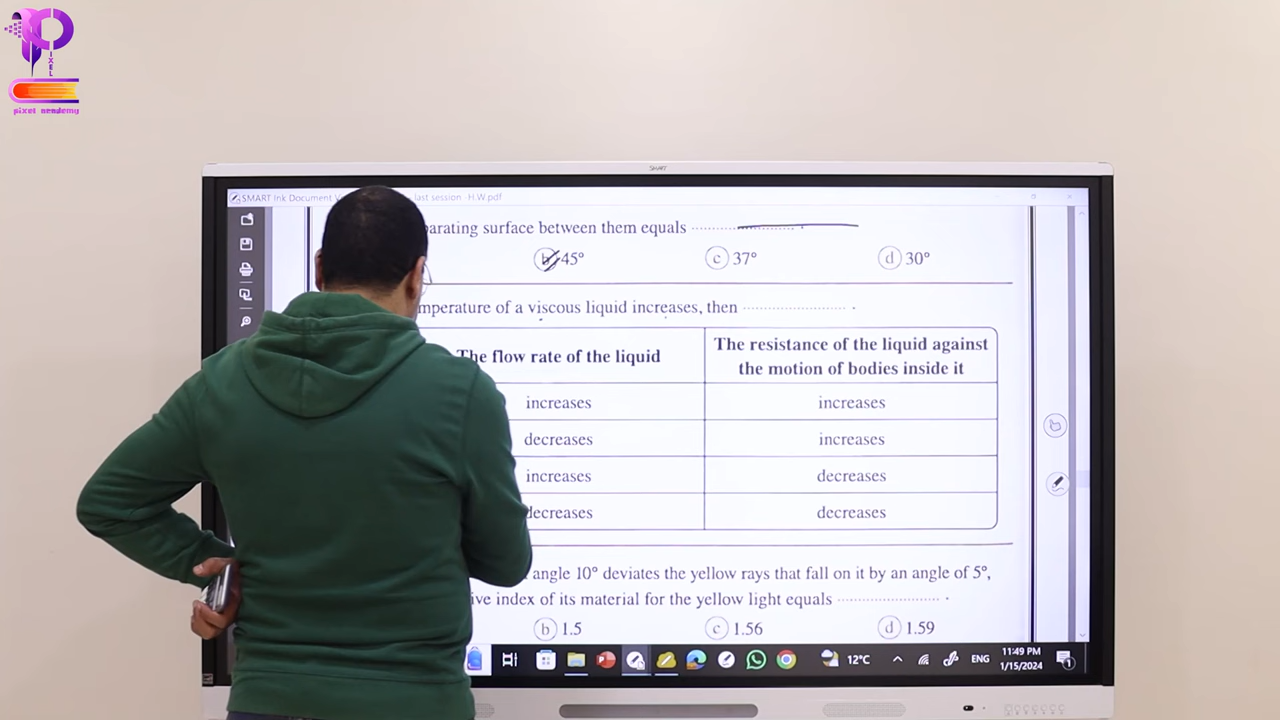 PIXEL
pixel academy
SMART
SMART Ink Document V last session H.W.pdf
parating surface between them equals ....................
b 45° c 37° d 30°
mperature of a viscous liquid increases, then .................... .
The flow rate of the liquid The resistance of the liquid against
the motion of bodies inside it
increases increases
decreases increases
increases decreases
decreases decreases
angle 10° deviates the yellow rays that fall on it by an angle of 5°,
ive index of its material for the yellow light equals .................... .
b 1.5 c 1.56 d 1.59
12°C ENG 11:49 PM
1/15/2024